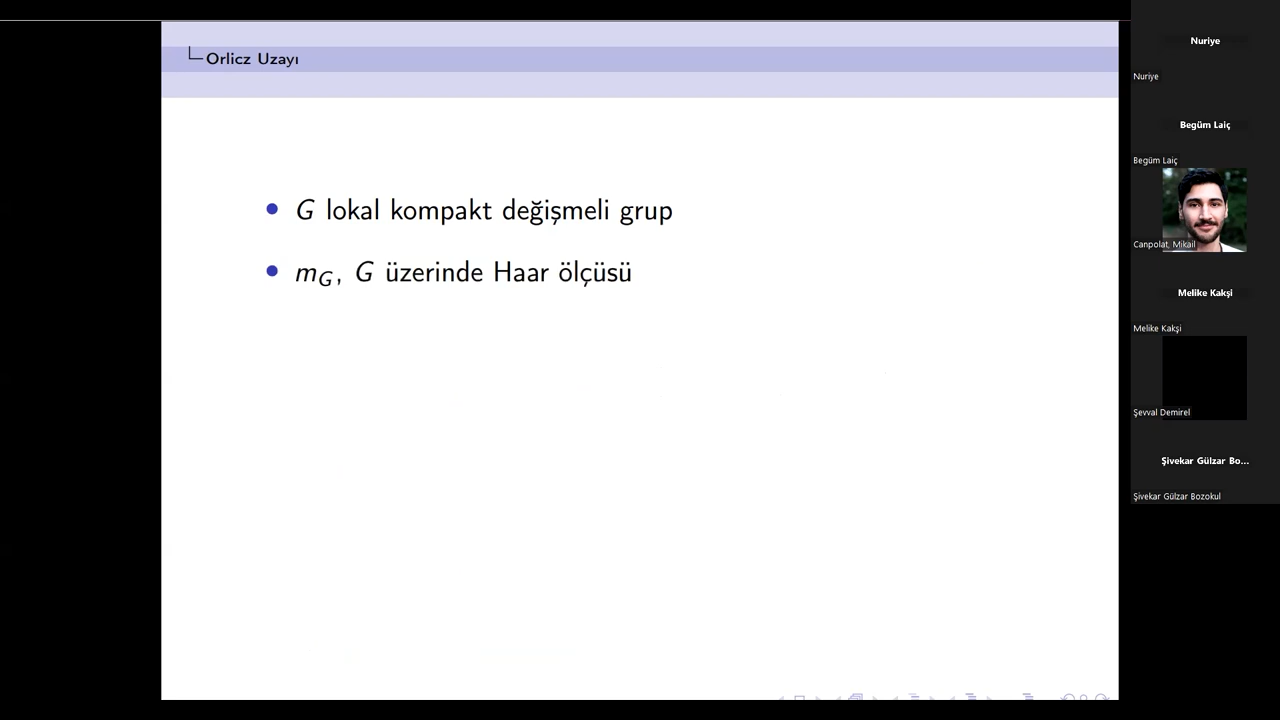 Orlicz Uzayı
• G lokal kompakt değişmeli grup
• m_G, G üzerinde Haar ölçüsü
Nuriye
Nuriye
Begüm Laiç
Begüm Laiç
Canpolat, Mikail
Melike Kakşi
Melike Kakşi
Şevval Demirel
Şivekar Gülzar Bo...
Şivekar Gülzar Bozokul